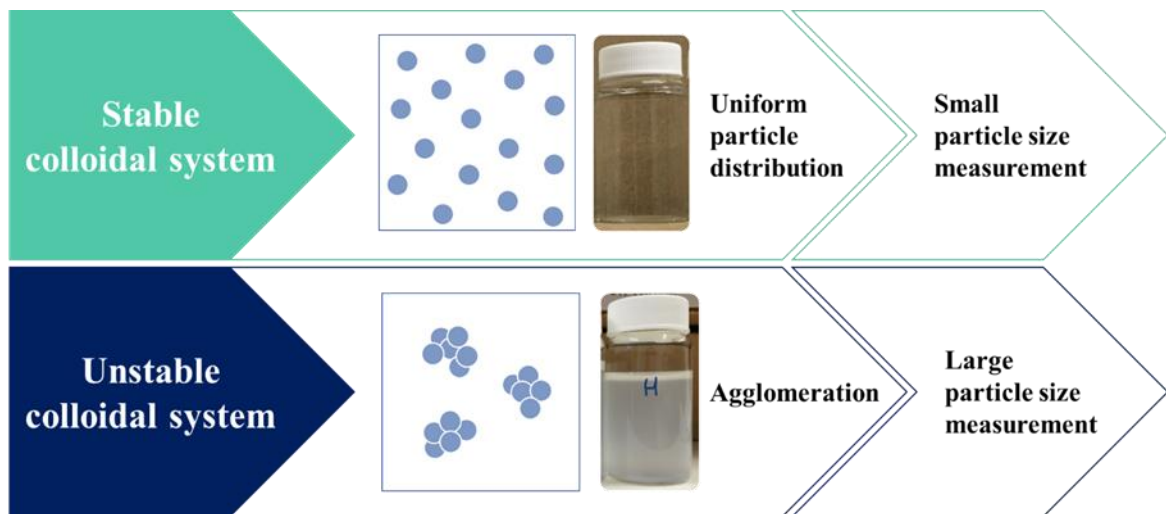 Stable
colloidal system
Uniform
particle
distribution
Small
particle size
measurement
Unstable
colloidal system
H
Agglomeration
Large
particle size
measurement